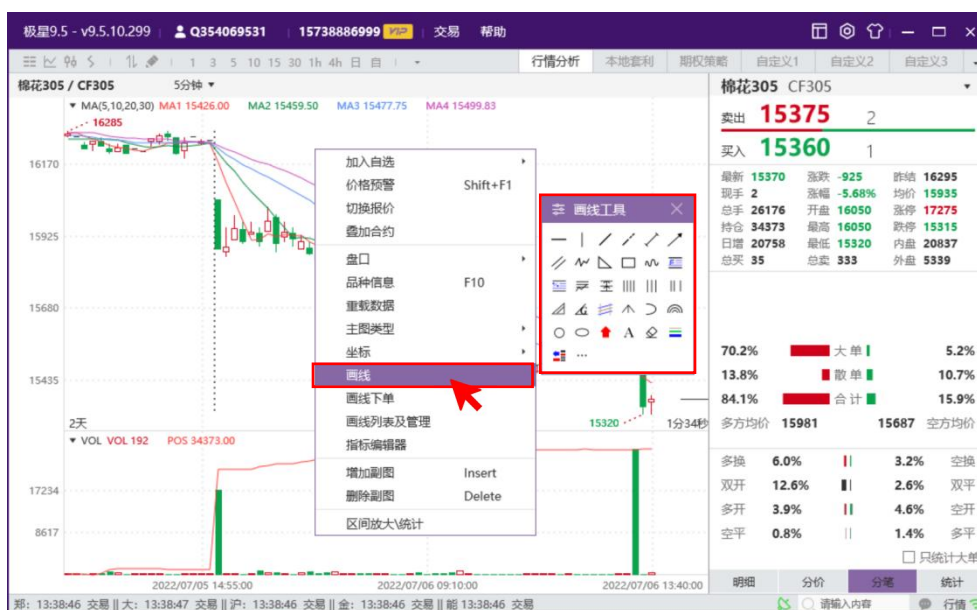 极星9.5 - v9.5.10.299 Q354069531 15738886999 VIP 交易 帮助
1 3 5 10 15 30 1h 4h 日 自 行情分析 本地套利 期权策略 自定义1 自定义2 自定义3
棉花305 / CF305 5分钟
MA(5,10,20,30) MA1 15426.00 MA2 15459.50 MA3 15477.75 MA4 15499.83
16285
16170
15925
15680
15435
2天
15320
1分34秒
VOL VOL 192 POS 34373.00
17234
8617
2022/07/05 14:55:00 2022/07/06 09:10:00 2022/07/06 13:40:00
加入自选
价格预警 Shift+F1
切换报价
叠加合约
盘口
品种信息 F10
重载数据
主图类型
坐标
画线
画线下单
画线列表及管理
指标编辑器
增加副图 Insert
删除副图 Delete
区间放大\统计
画线工具
A
棉花305 CF305
卖出 15375 2
买入 15360 1
最新 15370 涨跌 -925 昨结 16295
现手 2 涨幅 -5.68% 均价 15935
总手 26176 开盘 16050 涨停 17275
持仓 34373 最高 16050 跌停 15315
日增 20758 最低 15320 内盘 20837
总买 35 总卖 333 外盘 5339
70.2% 大单 5.2%
13.8% 散单 10.7%
84.1% 合计 15.9%
多方均价 15981 15687 空方均价
多换 6.0% 3.2% 空换
双开 12.6% 2.6% 双平
多开 3.9% 4.6% 空开
空平 0.8% 1.4% 多平
只统计大单
明细 分价 分笔 统计
郑: 13:38:46 交易 || 大: 13:38:47 交易 || 沪: 13:38:46 交易 || 金: 13:38:46 交易 || 能 13:38:46 交易 请输入内容 行情